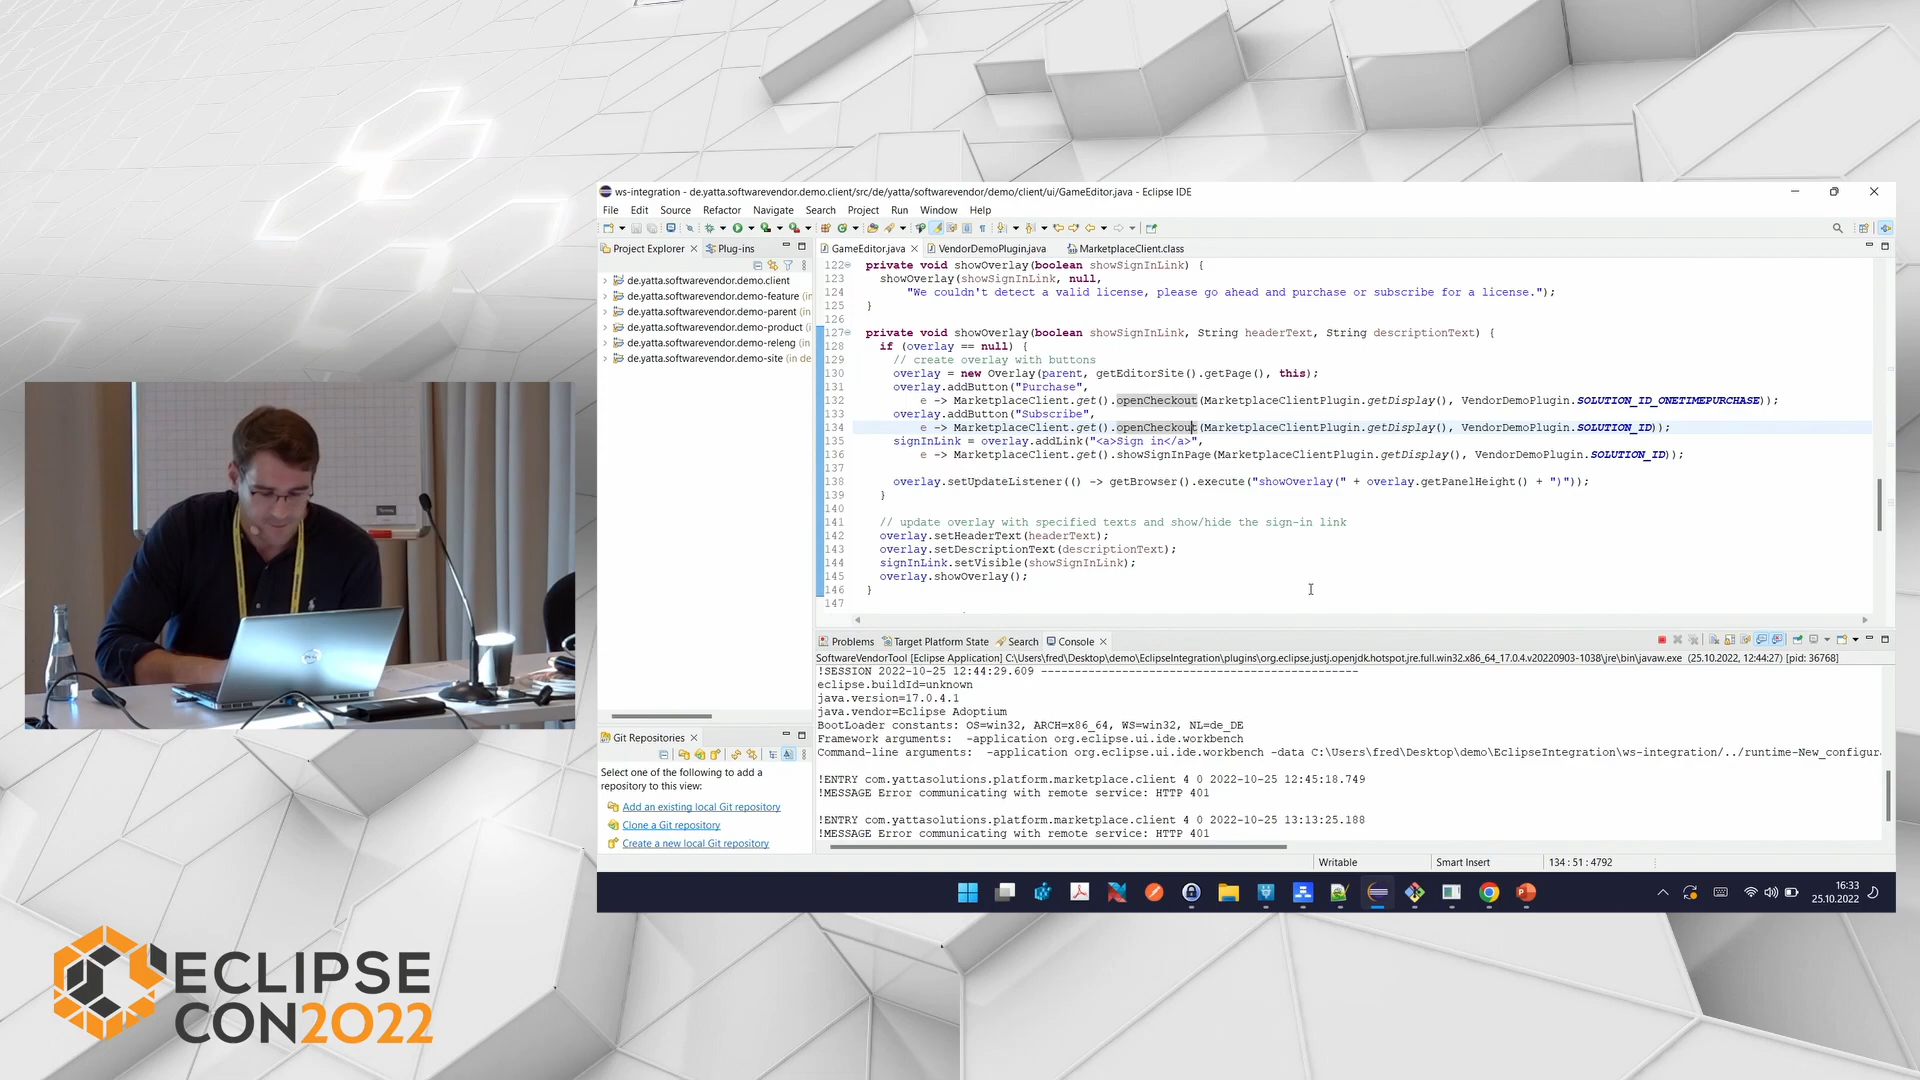 ws-integration - de.yatta.softwarevendor.demo.client/src/de/yatta/softwarevendor/demo/client/ui/GameEditor.java - Eclipse IDE
File Edit Source Refactor Navigate Search Project Run Window Help
Project Explorer
Plug-ins
de.yatta.softwarevendor.demo.client
de.yatta.softwarevendor.demo-feature (in
de.yatta.softwarevendor.demo-parent (in
de.yatta.softwarevendor.demo-product (in
de.yatta.softwarevendor.demo-releng (in
de.yatta.softwarevendor.demo-site (in de
GameEditor.java
VendorDemoPlugin.java
MarketplaceClient.class
122 private void showOverlay(boolean showSignInLink) {
123 showOverlay(showSignInLink, null,
124 "We couldn't detect a valid license, please go ahead and purchase or subscribe for a license.");
125 }
126
127 private void showOverlay(boolean showSignInLink, String headerText, String descriptionText) {
128 if (overlay == null) {
129 // create overlay with buttons
130 overlay = new Overlay(parent, getEditorSite().getPage(), this);
131 overlay.addButton("Purchase",
132 e -> MarketplaceClient.get().openCheckout(MarketplaceClientPlugin.getDisplay(), VendorDemoPlugin.SOLUTION_ID_ONETIMEPURCHASE));
133 overlay.addButton("Subscribe",
134 e -> MarketplaceClient.get().openCheckout(MarketplaceClientPlugin.getDisplay(), VendorDemoPlugin.SOLUTION_ID));
135 signInLink = overlay.addLink("<a>Sign in</a>",
136 e -> MarketplaceClient.get().showSignInPage(MarketplaceClientPlugin.getDisplay(), VendorDemoPlugin.SOLUTION_ID));
137
138 overlay.setUpdateListener(() -> getBrowser().execute("showOverlay(" + overlay.getPanelHeight() + ")"));
139 }
140
141 // update overlay with specified texts and show/hide the sign-in link
142 overlay.setHeaderText(headerText);
143 overlay.setDescriptionText(descriptionText);
144 signInLink.setVisible(showSignInLink);
145 overlay.showOverlay();
146 }
147
Problems Target Platform State Search Console
SoftwareVendorTool [Eclipse Application] C:\Users\fred\Desktop\demo\EclipseIntegration\plugins\org.eclipse.justj.openjdk.hotspot.jre.full.win32.x86_64_17.0.4.v20220903-1038\jre\bin\javaw.exe (25.10.2022, 12:44:27) [pid: 36768]
!SESSION 2022-10-25 12:44:29.609 -----------------------------------------------
eclipse.buildId=unknown
java.version=17.0.4.1
java.vendor=Eclipse Adoptium
BootLoader constants: OS=win32, ARCH=x86_64, WS=win32, NL=de_DE
Framework arguments: -application org.eclipse.ui.ide.workbench
Command-line arguments: -application org.eclipse.ui.ide.workbench -data C:\Users\fred\Desktop\demo\EclipseIntegration\ws-integration/../runtime-New_configur
!ENTRY com.yattasolutions.platform.marketplace.client 4 0 2022-10-25 12:45:18.749
!MESSAGE Error communicating with remote service: HTTP 401
!ENTRY com.yattasolutions.platform.marketplace.client 4 0 2022-10-25 13:13:25.188
!MESSAGE Error communicating with remote service: HTTP 401
Git Repositories
Select one of the following to add a
repository to this view:
Add an existing local Git repository
Clone a Git repository
Create a new local Git repository
Writable
Smart Insert
134 : 51 : 4792
16:33
25.10.2022
ECLIPSE
CON2022